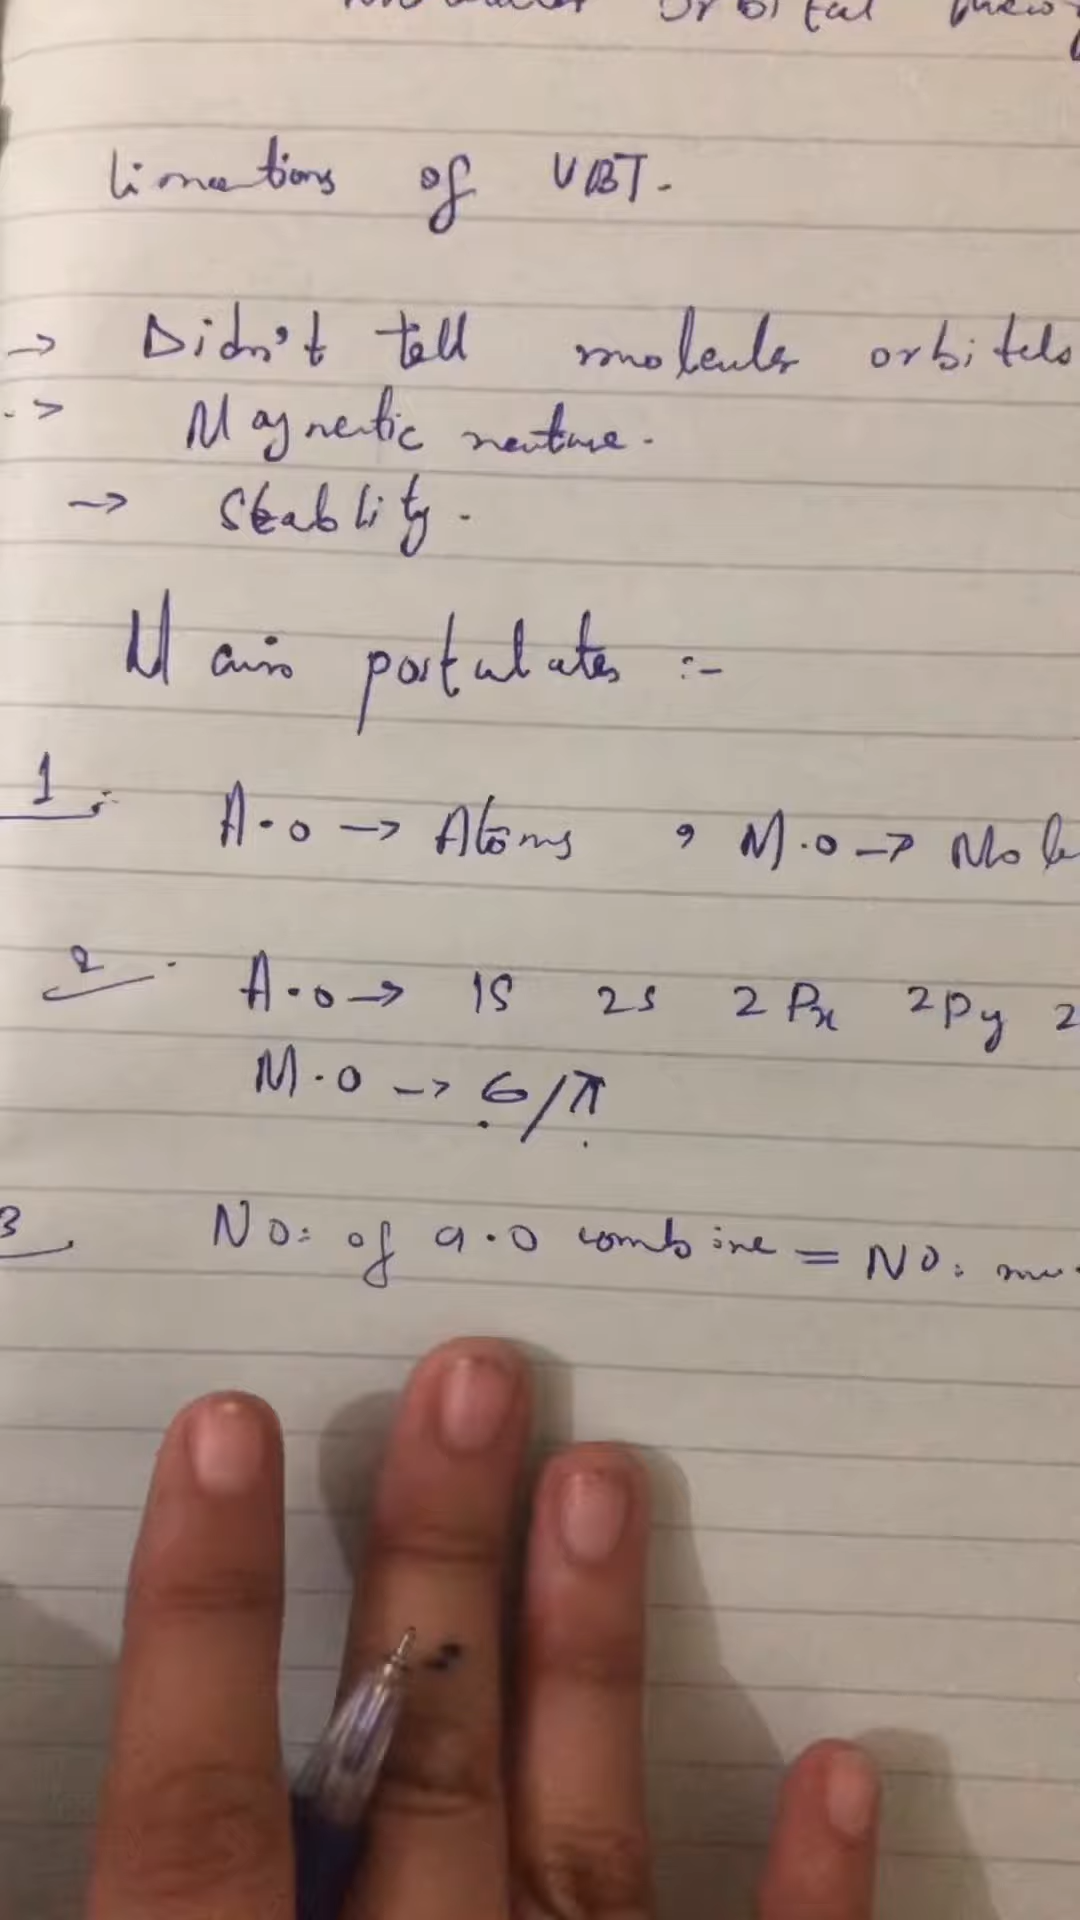 Orbital
limations of VBT.
→ Didn't tell molecular orbitals
-> Magnetic nature.
→ Stability.
Main postulates :-
1. A.o → Atoms , M.o → Mole
2. A.o → 1S 2s 2Px 2Py 2
M.o → σ/π
3. No: of a.o combine = No: mo